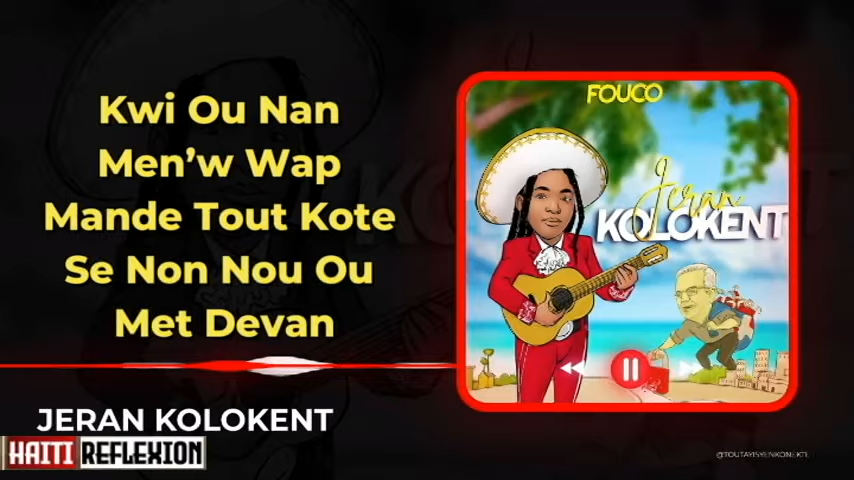 Kwi Ou Nan
Men’w Wap
Mande Tout Kote
Se Non Nou Ou
Met Devan
FOUCO
Jeran
KOLOKENT
JERAN KOLOKENT
HAITI REFLEXION
@TOUTAYISYENKONEKTE